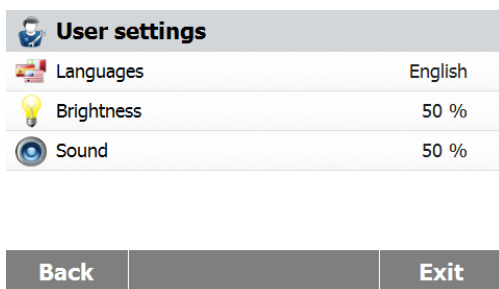 User settings
Languages English
Brightness 50 %
Sound 50 %
Back Exit